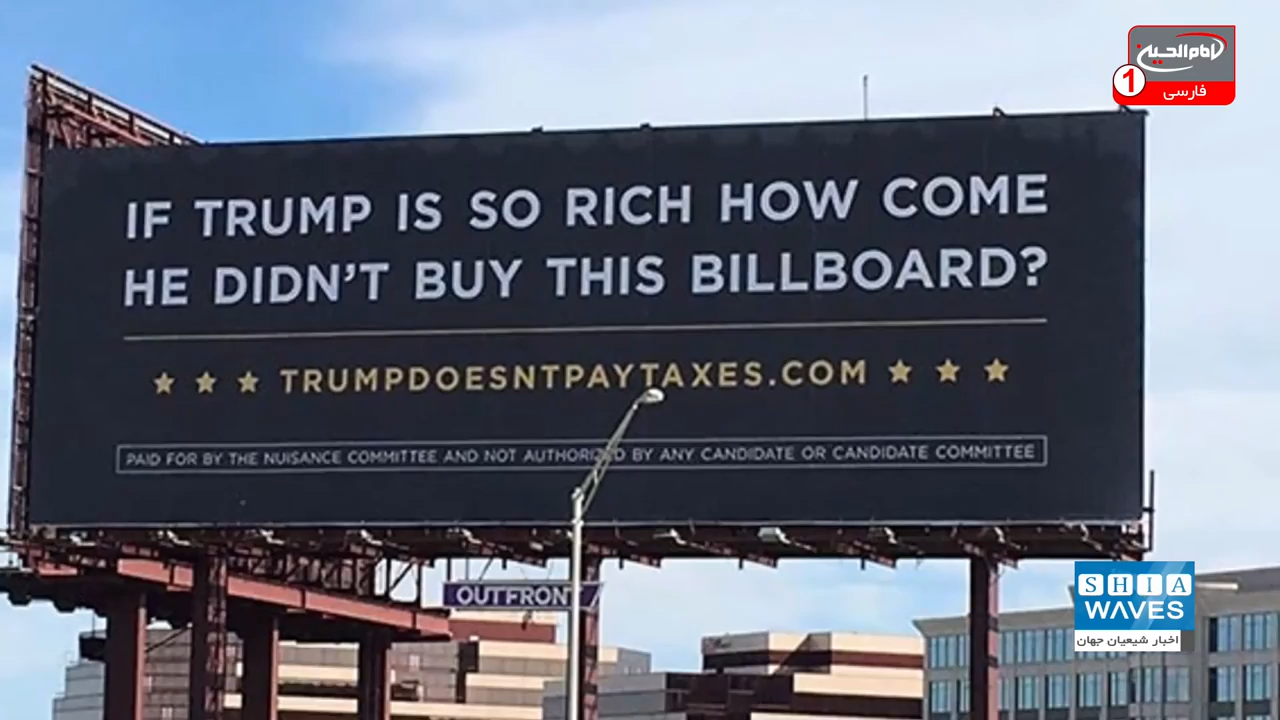 امام الحسین
1
فارسی
IF TRUMP IS SO RICH HOW COME
HE DIDN'T BUY THIS BILLBOARD?
TRUMPDOESNTPAYTAXES.COM
PAID FOR BY THE NUISANCE COMMITTEE AND NOT AUTHORIZED BY ANY CANDIDATE OR CANDIDATE COMMITTEE
OUTFRONT
SHIA
WAVES
اخبار شیعیان جهان